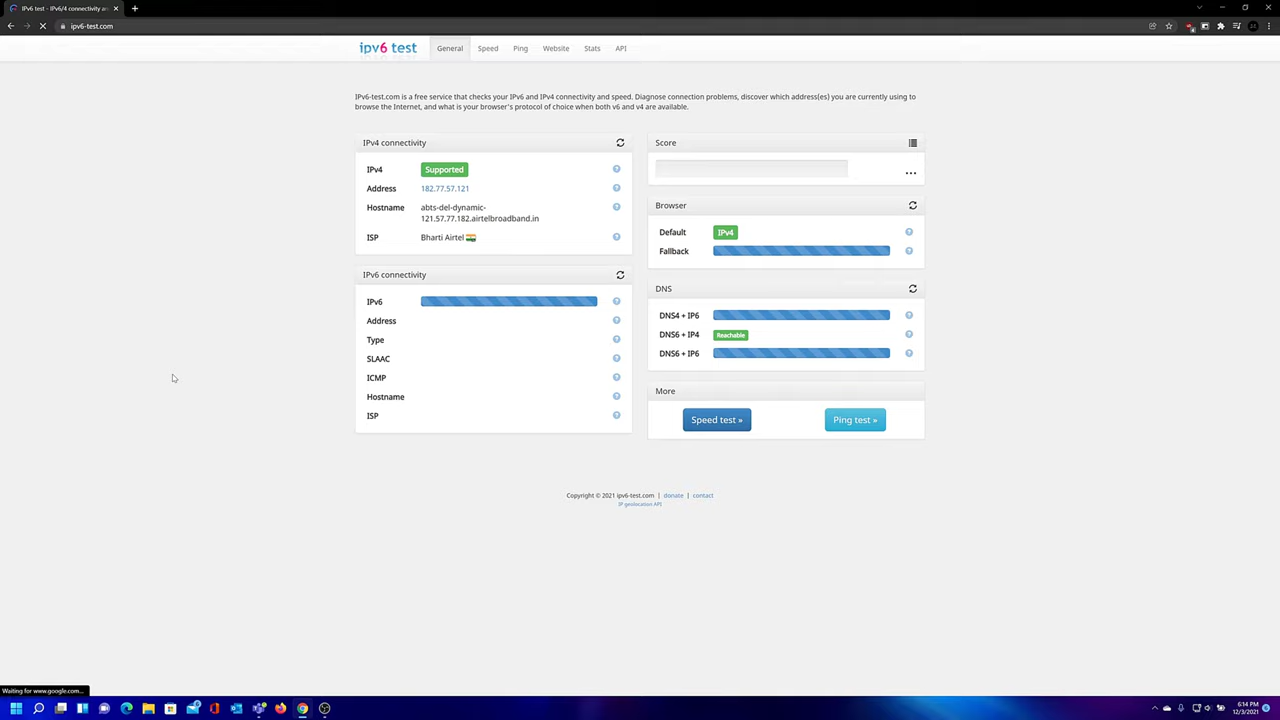 IPv6 test - IPv6/4 connectivity an
ipv6-test.com
ipv6 test
General
Speed
Ping
Website
Stats
API
IPv6-test.com is a free service that checks your IPv6 and IPv4 connectivity and speed. Diagnose connection problems, discover which address(es) you are currently using to
browse the Internet, and what is your browser's protocol of choice when both v6 and v4 are available.
IPv4 connectivity
IPv4 Supported
Address 182.77.57.121
Hostname abts-del-dynamic-
121.57.77.182.airtelbroadband.in
ISP Bharti Airtel
IPv6 connectivity
IPv6
Address
Type
SLAAC
ICMP
Hostname
ISP
Score
...
Browser
Default IPv4
Fallback
DNS
DNS4 + IP6
DNS6 + IP4 Reachable
DNS6 + IP6
More
Speed test »
Ping test »
Copyright © 2021 ipv6-test.com | donate | contact
IP geolocation API
Waiting for www.google.com...
6:14 PM
12/3/2021